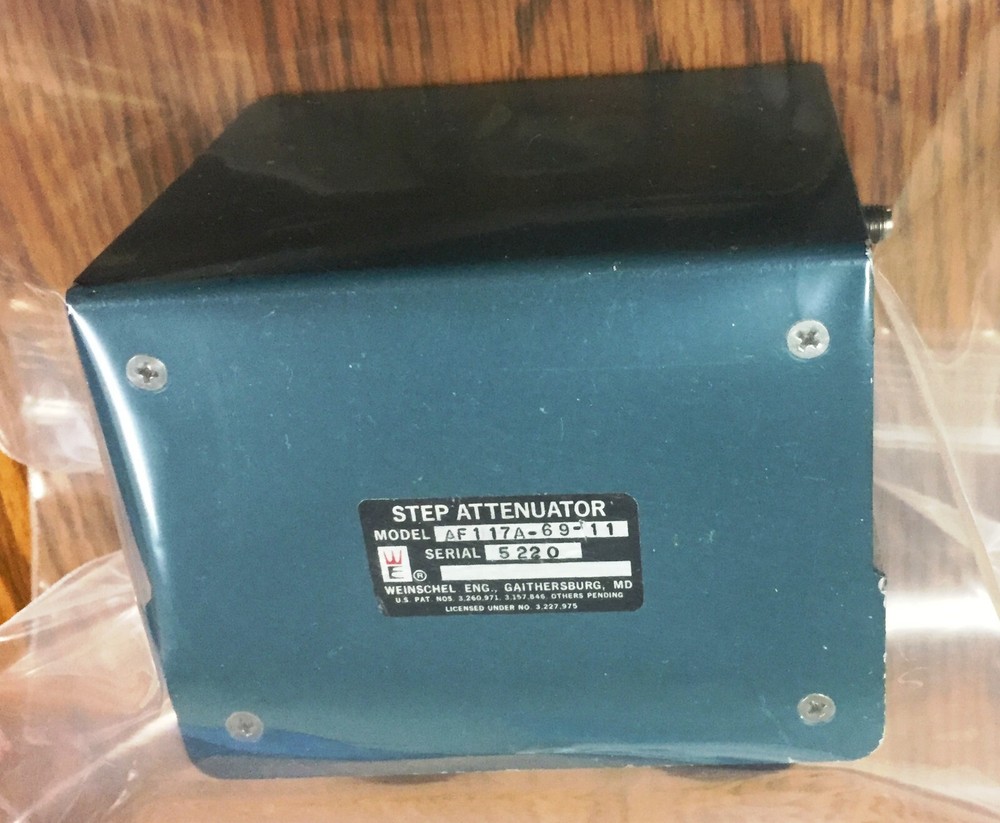 STEP ATTENUATOR
MODEL AF117A-69-11
SERIAL 5220
WE ®
WEINSCHEL ENG., GAITHERSBURG, MD
U.S. PAT. NOS. 3,260,971, 3,157,846, OTHERS PENDING
LICENSED UNDER NO. 3,227,975